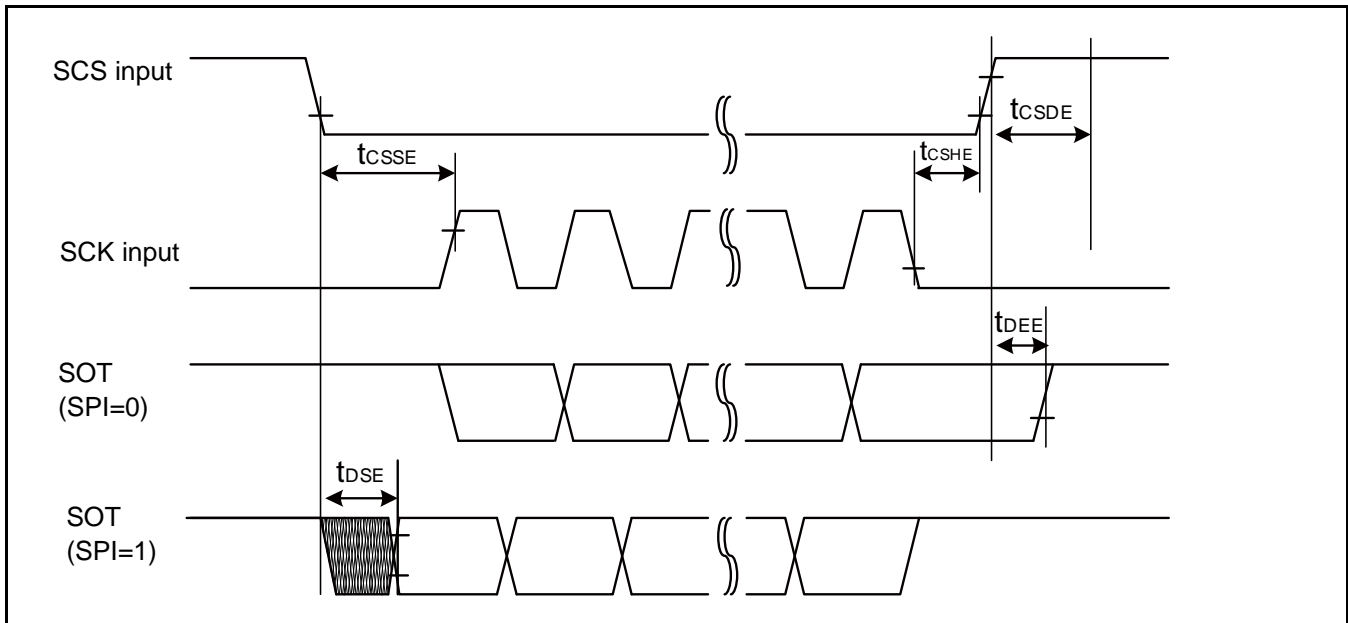 SCS input
tCSDE
tCSSE
tCSHE
SCK input
tDEE
SOT
(SPI=0)
tDSE
SOT
(SPI=1)